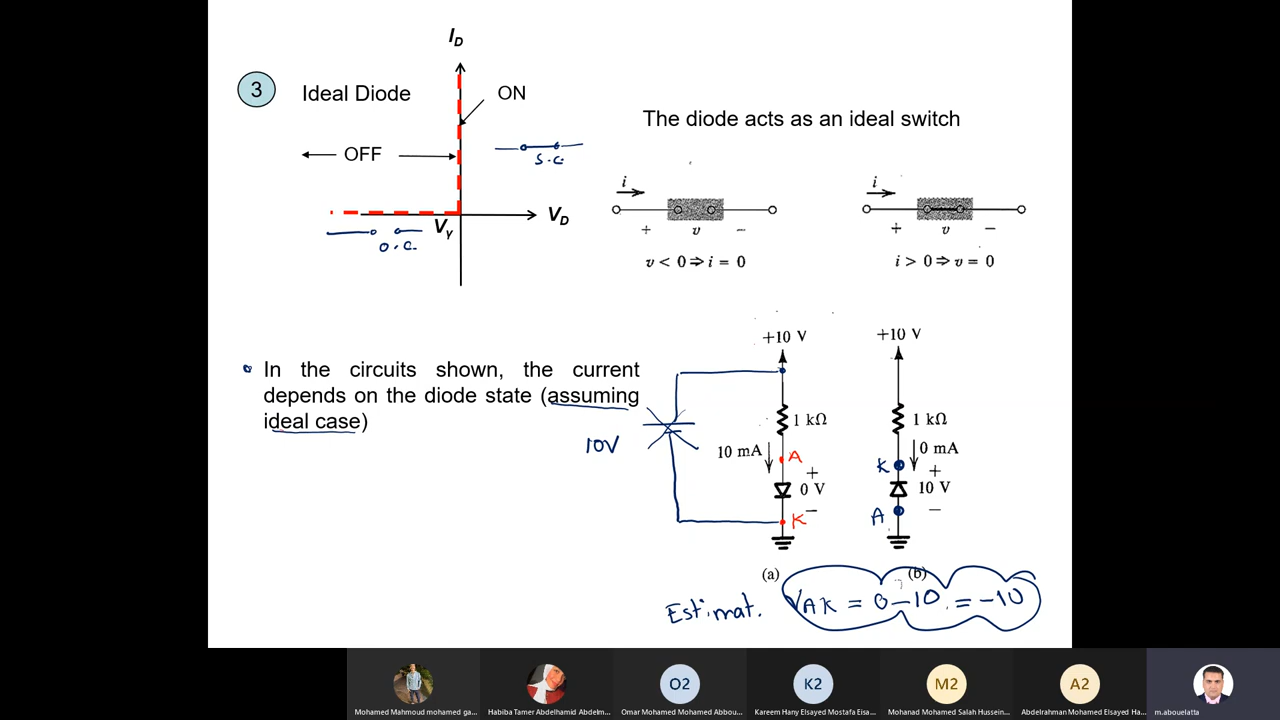 I_D
3
Ideal Diode
ON
The diode acts as an ideal switch
OFF
S.C.
i
i
V_γ
V_D
O.C.
+ v −
+ v −
v < 0 ⇒ i = 0
i > 0 ⇒ v = 0
+10 V
+10 V
In the circuits shown, the current
depends on the diode state (assuming
ideal case)
10V
1 kΩ
1 kΩ
10 mA
A
0 mA
K
+
+
0 V
10 V
−
−
K
A
(a)
(b)
Estimat. V_AK = 0 − 10 = −10
Mohamed Mahmoud mohamed ga...
Habiba Tamer Abdelhamid Abdelm...
O2
Omar Mohamed Mohamed Abbou...
K2
Kareem Hany Elsayed Mostafa Eisa...
M2
Mohanad Mohamed Salah Hussein...
A2
Abdelrahman Mohamed Elsayed Ha...
m.abouelatta